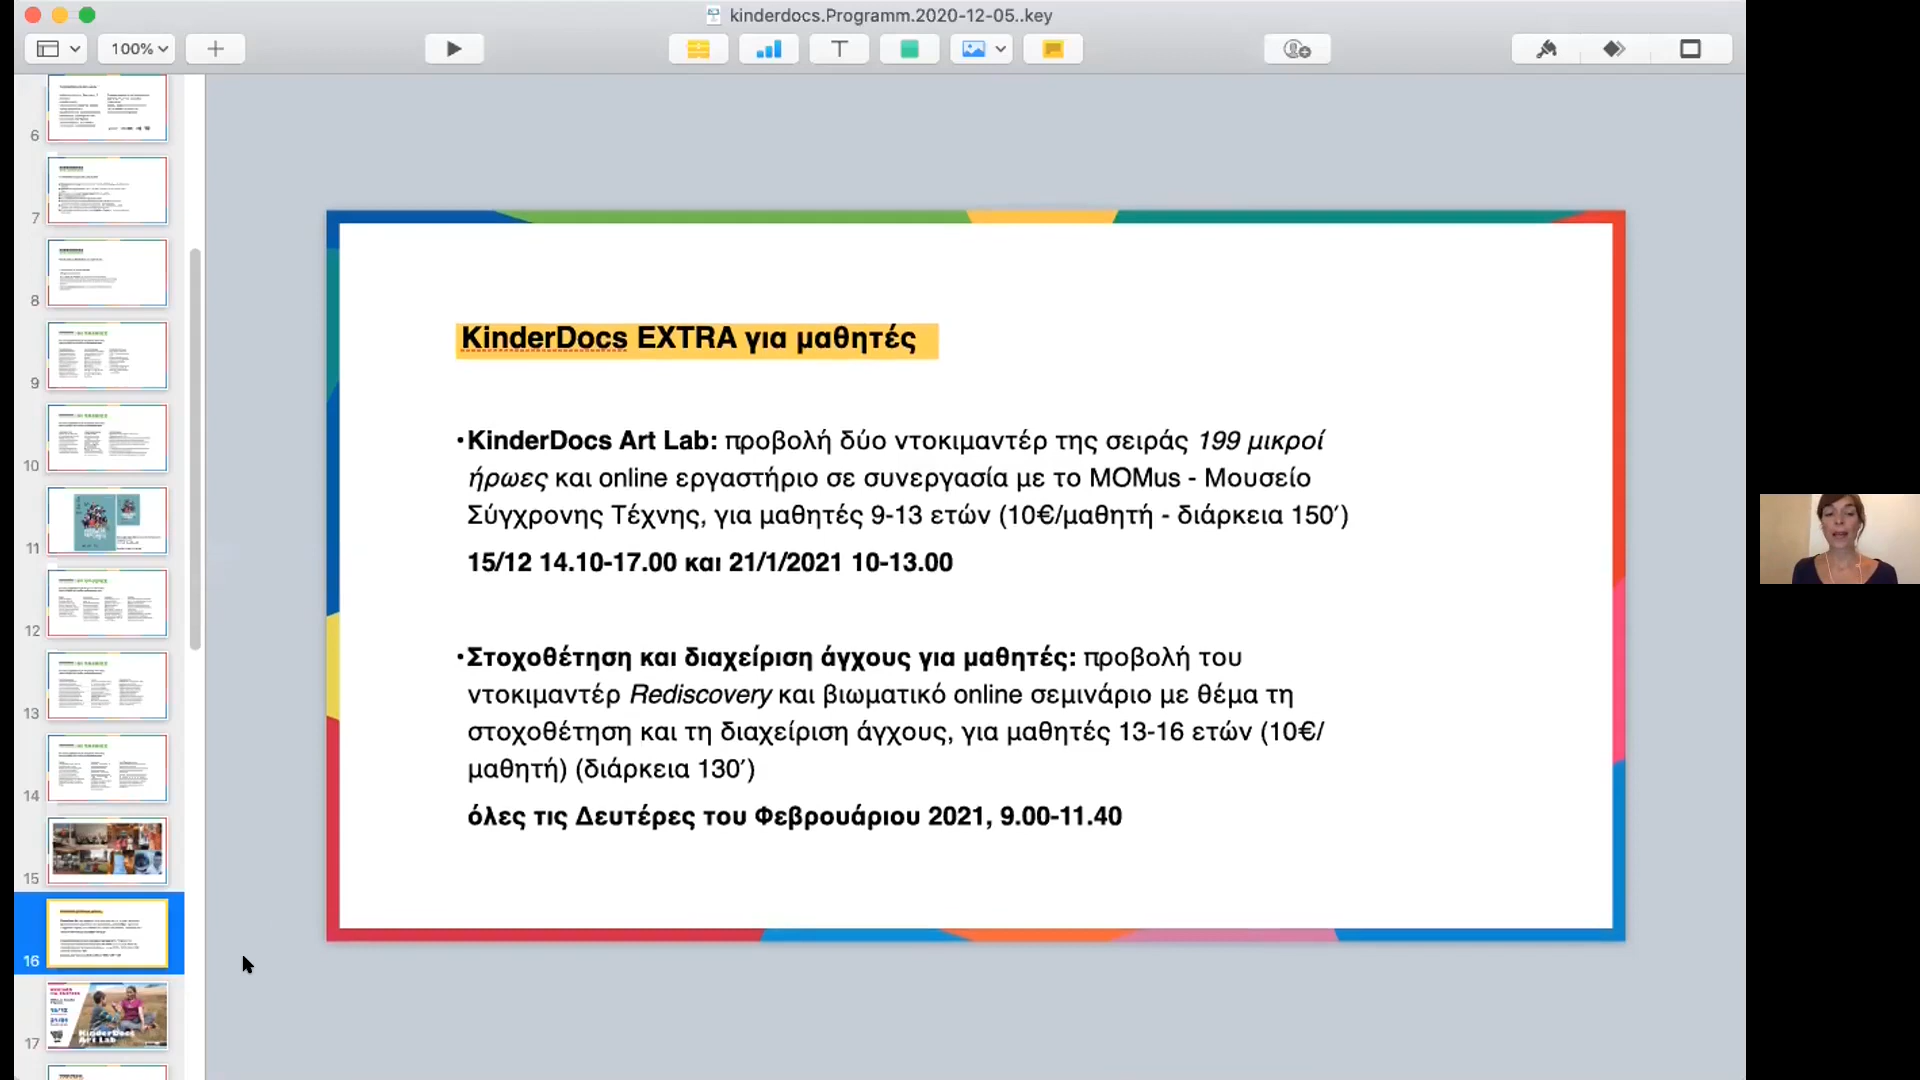 kinderdocs.Programm.2020-12-05..key
100%
KinderDocs EXTRA για μαθητές
•KinderDocs Art Lab: προβολή δύο ντοκιμαντέρ της σειράς 199 μικροί
ήρωες και online εργαστήριο σε συνεργασία με το MOMus - Μουσείο
Σύγχρονης Τέχνης, για μαθητές 9-13 ετών (10€/μαθητή - διάρκεια 150′)
15/12 14.10-17.00 και 21/1/2021 10-13.00
•Στοχοθέτηση και διαχείριση άγχους για μαθητές: προβολή του
ντοκιμαντέρ Rediscovery και βιωματικό online σεμινάριο με θέμα τη
στοχοθέτηση και τη διαχείριση άγχους, για μαθητές 13-16 ετών (10€/
μαθητή) (διάρκεια 130′)
όλες τις Δευτέρες του Φεβρουάριου 2021, 9.00-11.40
6
7
8
9
10
11
12
13
14
15
16
KinderDocs
Art Lab
17